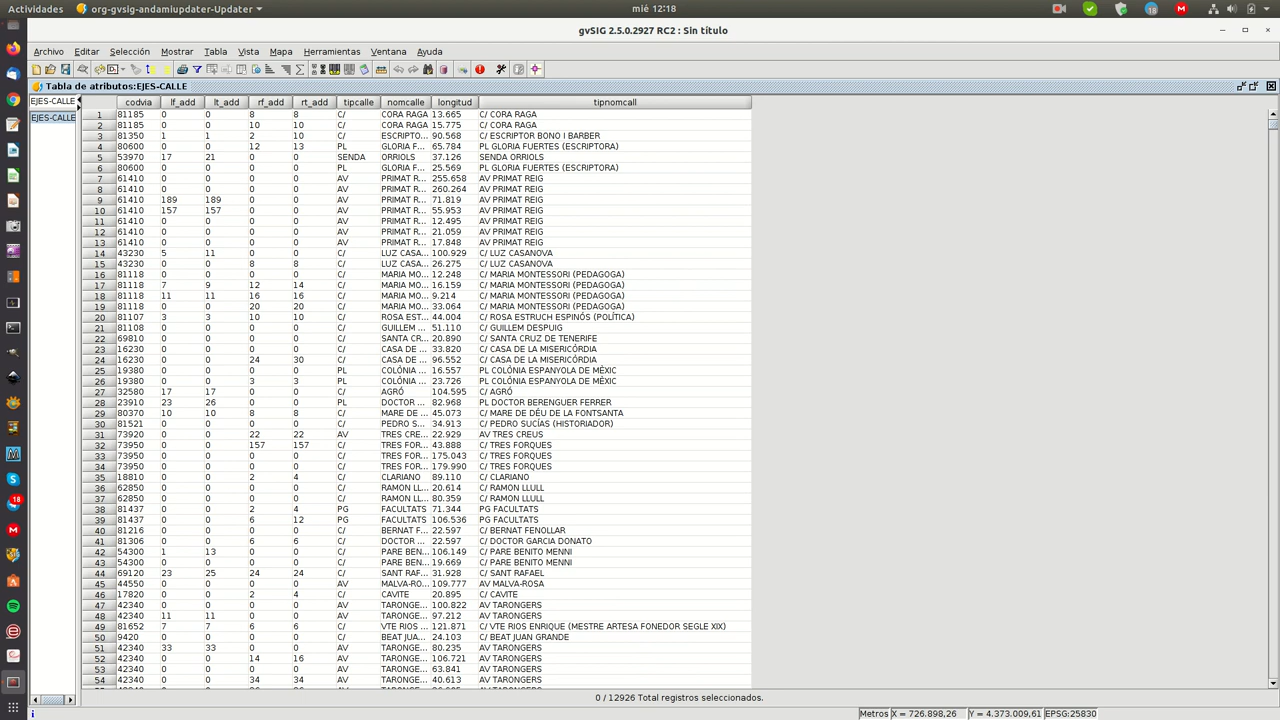 Actividades org-gvsig-andamiupdater-Updater mié 12:18 18
gvSIG 2.5.0.2927 RC2 : Sin titulo
Archivo Editar Selección Mostrar Tabla Vista Mapa Herramientas Ventana Ayuda
Tabla de atributos:EJES-CALLE
EJES-CALLE codvia lf_add lt_add rf_add rt_add tipcalle nomcalle longitud tipnomcall
EJES-CALLE
1 81185 0 0 8 8 C/ CORA RAGA 13.665 C/ CORA RAGA
2 81185 0 0 10 10 C/ CORA RAGA 15.775 C/ CORA RAGA
3 81350 1 1 2 10 C/ ESCRIPTO... 90.568 C/ ESCRIPTOR BONO I BARBER
4 80600 0 0 12 13 PL GLORIA F... 65.784 PL GLORIA FUERTES (ESCRIPTORA)
5 53970 17 21 0 0 SENDA ORRIOLS 37.126 SENDA ORRIOLS
6 80600 0 0 0 0 PL GLORIA F... 25.569 PL GLORIA FUERTES (ESCRIPTORA)
7 61410 0 0 0 0 AV PRIMAT R... 255.658 AV PRIMAT REIG
8 61410 0 0 0 0 AV PRIMAT R... 260.264 AV PRIMAT REIG
9 61410 189 189 0 0 AV PRIMAT R... 71.819 AV PRIMAT REIG
10 61410 157 157 0 0 AV PRIMAT R... 55.953 AV PRIMAT REIG
11 61410 0 0 0 0 AV PRIMAT R... 12.495 AV PRIMAT REIG
12 61410 0 0 0 0 AV PRIMAT R... 21.059 AV PRIMAT REIG
13 61410 0 0 0 0 AV PRIMAT R... 17.848 AV PRIMAT REIG
14 43230 5 11 0 0 C/ LUZ CASA... 100.929 C/ LUZ CASANOVA
15 43230 0 0 8 8 C/ LUZ CASA... 26.275 C/ LUZ CASANOVA
16 81118 0 0 0 0 C/ MARIA MO... 12.248 C/ MARIA MONTESSORI (PEDAGOGA)
17 81118 7 9 12 14 C/ MARIA MO... 16.159 C/ MARIA MONTESSORI (PEDAGOGA)
18 81118 11 11 16 16 C/ MARIA MO... 9.214 C/ MARIA MONTESSORI (PEDAGOGA)
19 81118 0 0 20 20 C/ MARIA MO... 33.064 C/ MARIA MONTESSORI (PEDAGOGA)
20 81107 3 3 10 10 C/ ROSA EST... 44.004 C/ ROSA ESTRUCH ESPINÓS (POLÍTICA)
21 81108 0 0 0 0 C/ GUILLEM ... 51.110 C/ GUILLEM DESPUIG
22 69810 0 0 0 0 C/ SANTA CR... 20.890 C/ SANTA CRUZ DE TENERIFE
23 16230 0 0 0 0 C/ CASA DE ... 33.820 C/ CASA DE LA MISERICÓRDIA
24 16230 0 0 24 30 C/ CASA DE ... 96.552 C/ CASA DE LA MISERICÓRDIA
25 19380 0 0 0 0 PL COLÒNIA ... 16.557 PL COLÒNIA ESPANYOLA DE MÈXIC
26 19380 0 0 3 3 PL COLÒNIA ... 23.726 PL COLÒNIA ESPANYOLA DE MÈXIC
27 32580 17 17 0 0 C/ AGRÓ 104.595 C/ AGRÓ
28 23910 23 26 0 0 PL DOCTOR ... 82.968 PL DOCTOR BERENGUER FERRER
29 80370 10 10 8 8 C/ MARE DE ... 45.073 C/ MARE DE DÉU DE LA FONTSANTA
30 81521 0 0 0 0 C/ PEDRO S... 34.913 C/ PEDRO SUCÍAS (HISTORIADOR)
31 73920 0 0 22 22 AV TRES CRE... 22.929 AV TRES CREUS
32 73950 0 0 157 157 C/ TRES FOR... 43.888 C/ TRES FORQUES
33 73950 0 0 0 0 C/ TRES FOR... 175.043 C/ TRES FORQUES
34 73950 0 0 0 0 C/ TRES FOR... 179.990 C/ TRES FORQUES
35 18810 0 0 2 4 C/ CLARIANO 89.110 C/ CLARIANO
36 62850 0 0 0 0 C/ RAMON LL... 20.614 C/ RAMON LLULL
37 62850 0 0 0 0 C/ RAMON LL... 80.359 C/ RAMON LLULL
38 81437 0 0 2 4 PG FACULTATS 71.344 PG FACULTATS
39 81437 0 0 6 12 PG FACULTATS 106.536 PG FACULTATS
40 81216 0 0 0 0 C/ BERNAT F... 22.597 C/ BERNAT FENOLLAR
41 81306 0 0 6 6 C/ DOCTOR ... 22.597 C/ DOCTOR GARCIA DONATO
42 54300 1 13 0 0 C/ PARE BEN... 106.149 C/ PARE BENITO MENNI
43 54300 0 0 0 0 C/ PARE BEN... 19.669 C/ PARE BENITO MENNI
44 69120 23 25 24 24 C/ SANT RAF... 31.928 C/ SANT RAFAEL
45 44550 0 0 0 0 AV MALVA-RO... 109.777 AV MALVA-ROSA
46 17820 0 0 2 4 C/ CAVITE 20.895 C/ CAVITE
47 42340 0 0 0 0 AV TARONGE... 100.822 AV TARONGERS
48 42340 11 11 0 0 AV TARONGE... 97.212 AV TARONGERS
49 81652 7 7 6 6 C/ VTE RIOS ... 121.871 C/ VTE RIOS ENRIQUE (MESTRE ARTESA FONEDOR SEGLE XIX)
50 9420 0 0 0 0 C/ BEAT JUA... 24.103 C/ BEAT JUAN GRANDE
51 42340 33 33 0 0 AV TARONGE... 80.235 AV TARONGERS
52 42340 0 0 14 16 AV TARONGE... 106.721 AV TARONGERS
53 42340 0 0 0 0 AV TARONGE... 63.841 AV TARONGERS
54 42340 0 0 34 34 AV TARONGE... 40.613 AV TARONGERS
0 / 12926 Total registros seleccionados.
Metros X = 726.898,26 Y = 4.373.009,61 EPSG:25830